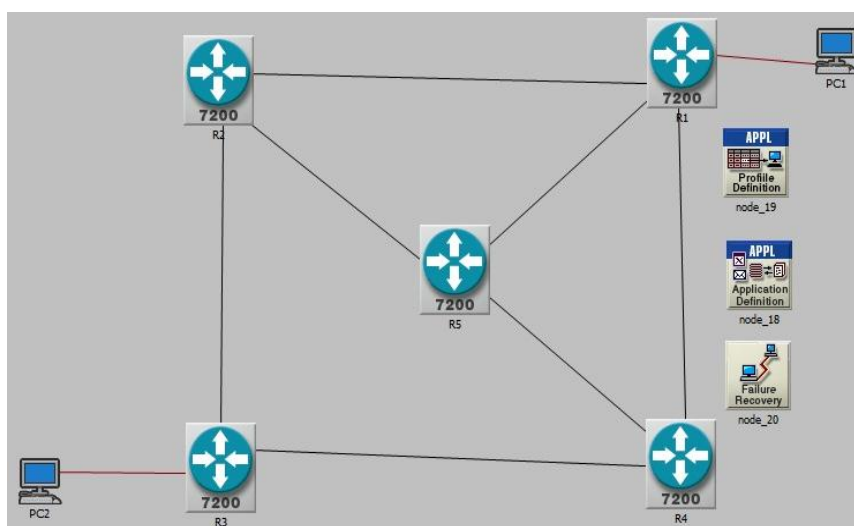 7200
R2
7200
R1
PC1
APPL
Profile
Definition
node_19
7200
R5
APPL
Application
Definition
node_18
Failure
Recovery
node_20
PC2
7200
R3
7200
R4